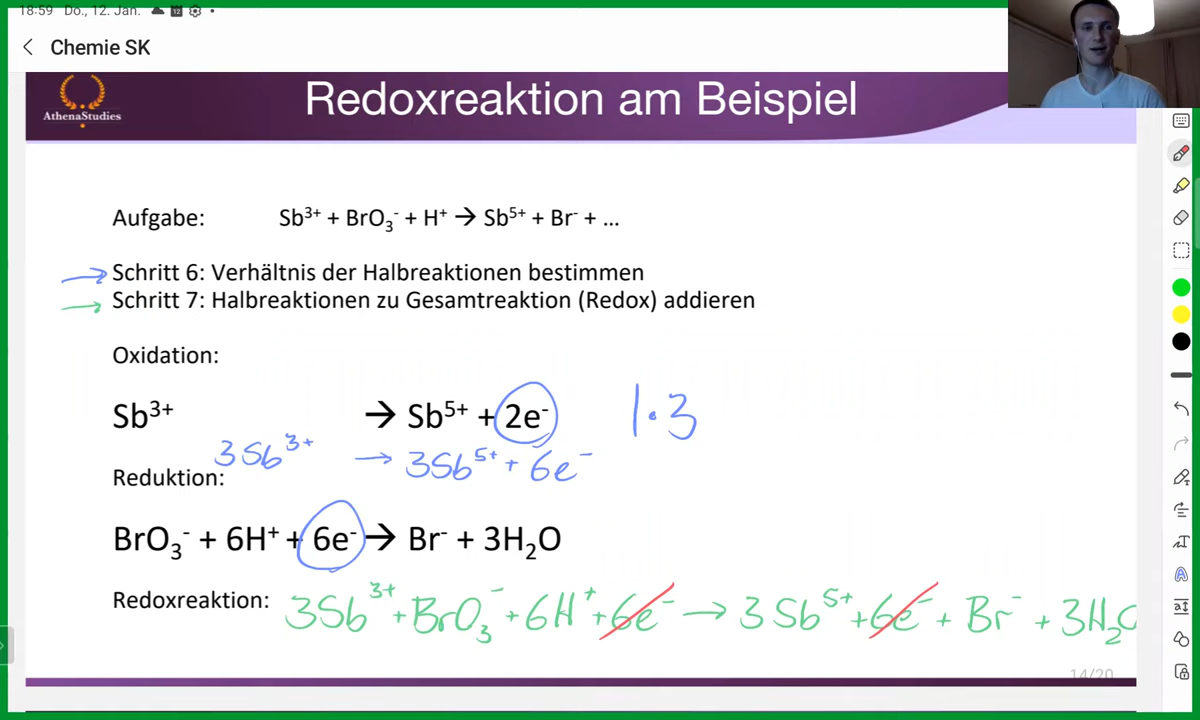 18:59 Do., 12. Jan. 12
Chemie SK
AthenaStudies
Redoxreaktion am Beispiel
Aufgabe: Sb³⁺ + BrO₃⁻ + H⁺ → Sb⁵⁺ + Br⁻ + ...
→ Schritt 6: Verhältnis der Halbreaktionen bestimmen
→ Schritt 7: Halbreaktionen zu Gesamtreaktion (Redox) addieren
Oxidation:
Sb³⁺ → Sb⁵⁺ + 2e⁻ |·3
3Sb³⁺ → 3Sb⁵⁺ + 6e⁻
Reduktion:
BrO₃⁻ + 6H⁺ + 6e⁻ → Br⁻ + 3H₂O
Redoxreaktion: 3Sb³⁺ + BrO₃⁻ + 6H⁺ + 6e⁻ → 3Sb⁵⁺ + 6e⁻ + Br⁻ + 3H₂O
14/20